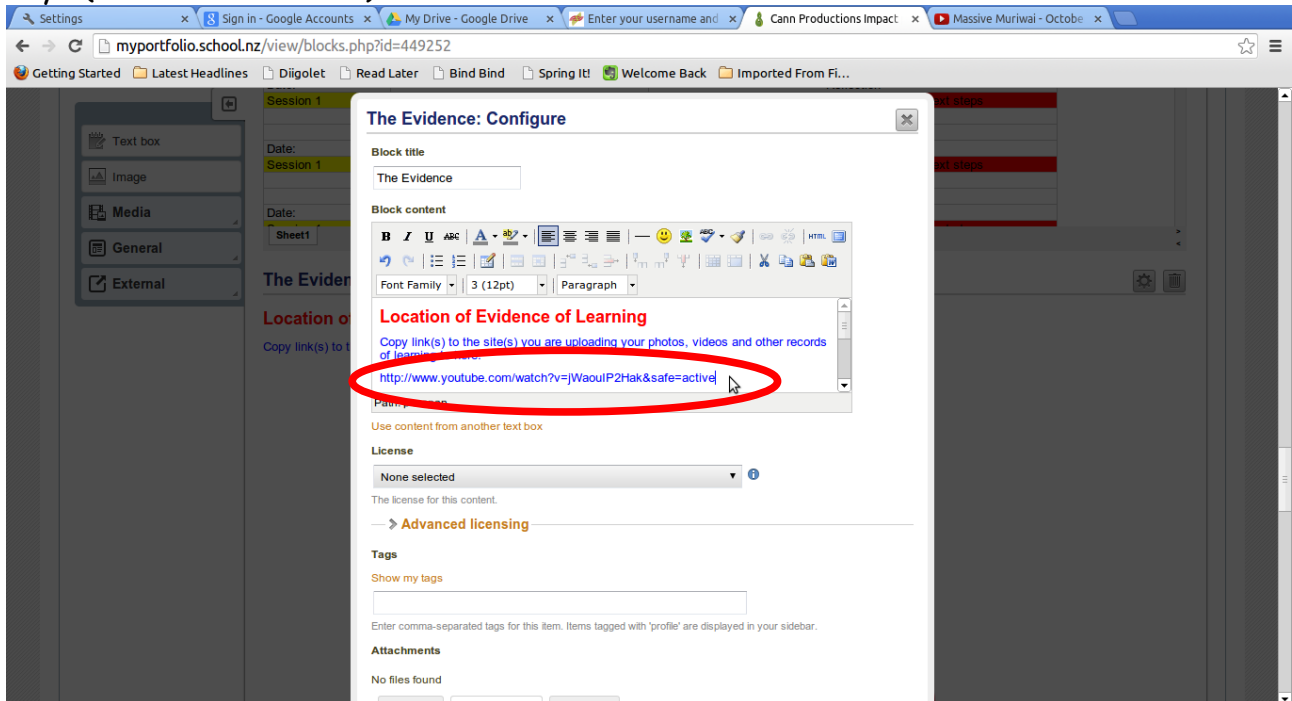 Settings
Sign in - Google Accounts
My Drive - Google Drive
Enter your username and
Cann Productions Impact
Massive Muriwai - Octobe
myportfolio.school.nz/view/blocks.php?id=449252
Getting Started Latest Headlines Diigolet Read Later Bind Bind Spring It! Welcome Back Imported From Fi...
Session 1
Text box
Date:
Session 1
Image
Media
Date:
Sheet1
General
External
The Eviden
Location o
Copy link(s) to t
ext steps
ext steps
The Evidence: Configure
Block title
The Evidence
Block content
B I U ABC A ab HTML
Font Family 3 (12pt) Paragraph
Location of Evidence of Learning
Copy link(s) to the site(s) you are uploading your photos, videos and other records
http://www.youtube.com/watch?v=jWaouIP2Hak&safe=active
Use content from another text box
License
None selected
The license for this content.
Advanced licensing
Tags
Show my tags
Enter comma-separated tags for this item. Items tagged with 'profile' are displayed in your sidebar.
Attachments
No files found